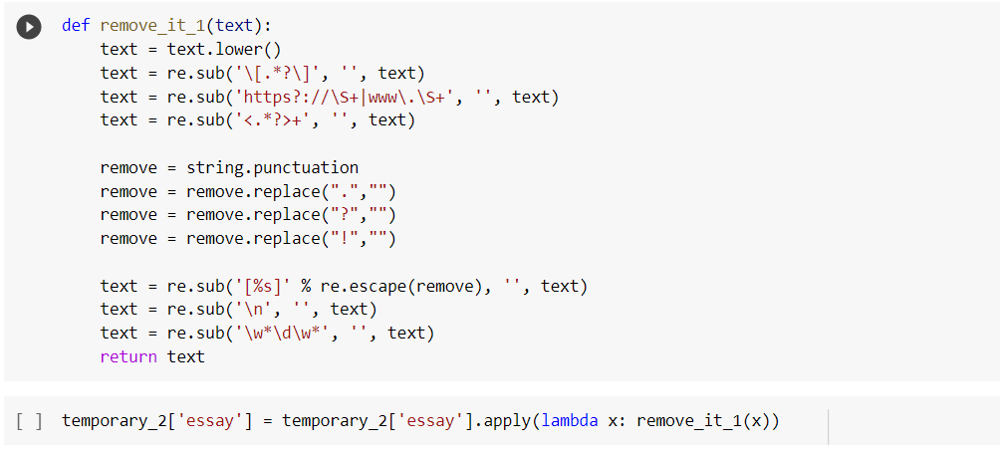 def remove_it_1(text):
    text = text.lower()
    text = re.sub('\[.*?\]', '', text)
    text = re.sub('https?://\S+|www\.\S+', '', text)
    text = re.sub('<.*?>+', '', text)

    remove = string.punctuation
    remove = remove.replace(".","")
    remove = remove.replace("?","")
    remove = remove.replace("!","")

    text = re.sub('[%s]' % re.escape(remove), '', text)
    text = re.sub('\n', '', text)
    text = re.sub('\w*\d\w*', '', text)
    return text

[ ] temporary_2['essay'] = temporary_2['essay'].apply(lambda x: remove_it_1(x))